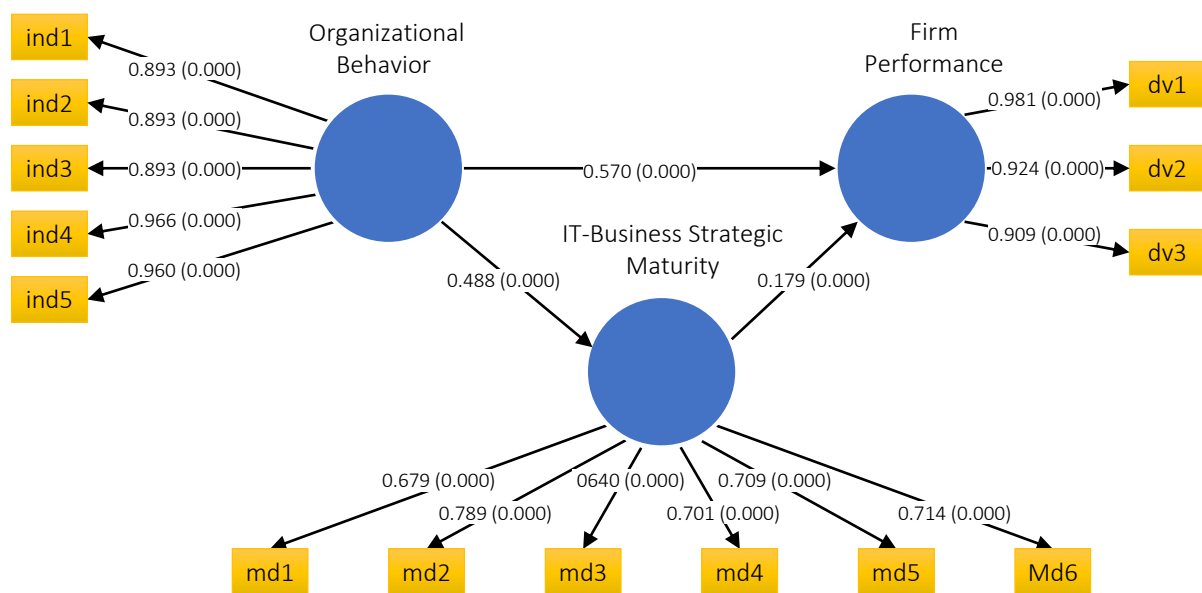 Organizational
Behavior
Firm
Performance
ind1
0.893 (0.000)
ind2
0.893 (0.000)
ind3
0.893 (0.000)
ind4
0.966 (0.000)
ind5
0.960 (0.000)
0.570 (0.000)
0.981 (0.000)
dv1
0.924 (0.000)
dv2
0.909 (0.000)
dv3
IT-Business Strategic
Maturity
0.488 (0.000)
0.179 (0.000)
0.679 (0.000)
0.789 (0.000)
0640 (0.000)
0.701 (0.000)
0.709 (0.000)
0.714 (0.000)
md1
md2
md3
md4
md5
Md6